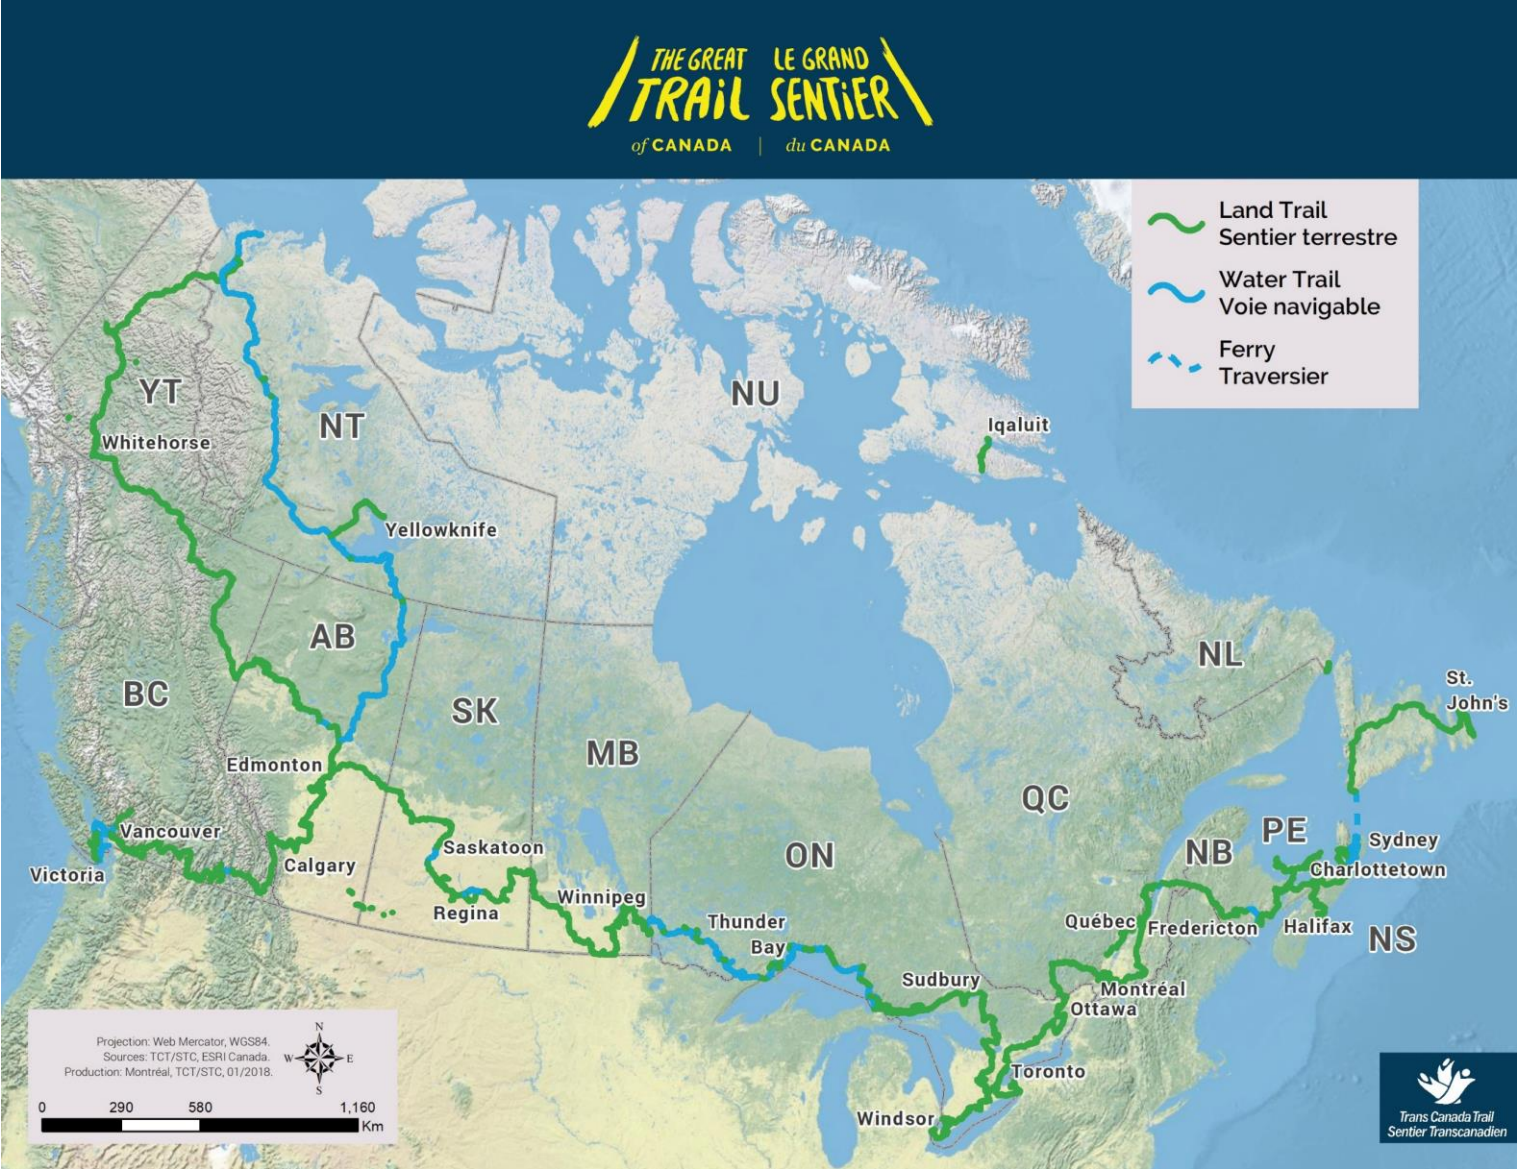 THE GREAT LE GRAND
TRAIL SENTIER
of CANADA | du CANADA
Land Trail
Sentier terrestre
Water Trail
Voie navigable
Ferry
Traversier
YT
NT
NU
Iqaluit
Whitehorse
Yellowknife
AB
NL
St.
John's
BC
SK
MB
Edmonton
QC
PE
Vancouver
Sydney
Saskatoon
ON
NB
Victoria
Calgary
Charlottetown
Winnipeg
Regina
Thunder
Bay
Québec
Fredericton
Halifax
NS
Sudbury
Montréal
Ottawa
Toronto
Windsor
Projection: Web Mercator, WGS84.
Sources: TCT/STC, ESRI Canada.
Production: Montréal, TCT/STC, 01/2018.
N
W E
S
0 290 580 1,160
Km
Trans Canada Trail
Sentier Transcanadien